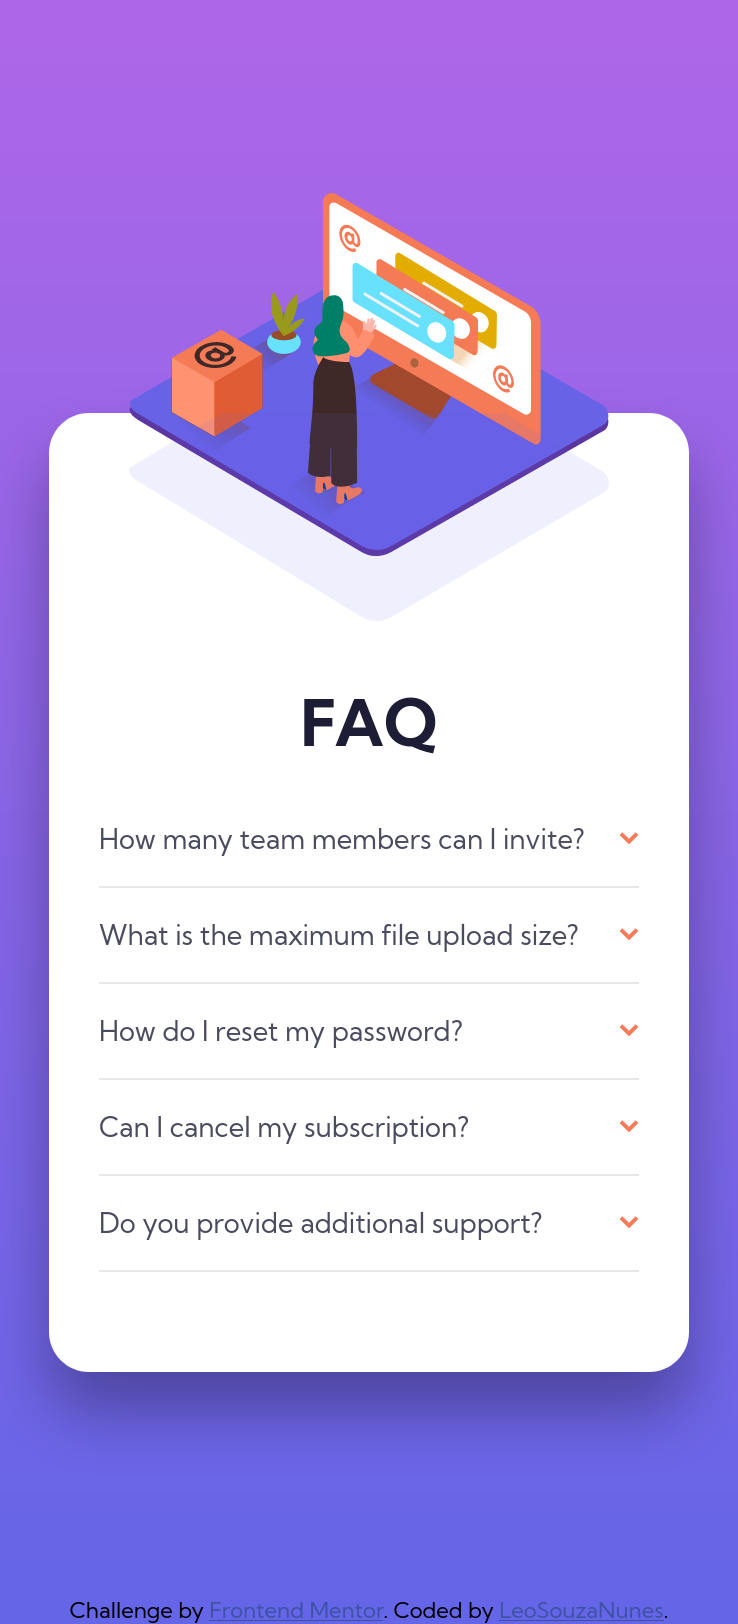 @
@
@
FAQ
How many team members can I invite?
What is the maximum file upload size?
How do I reset my password?
Can I cancel my subscription?
Do you provide additional support?
Challenge by Frontend Mentor. Coded by LeoSouzaNunes.